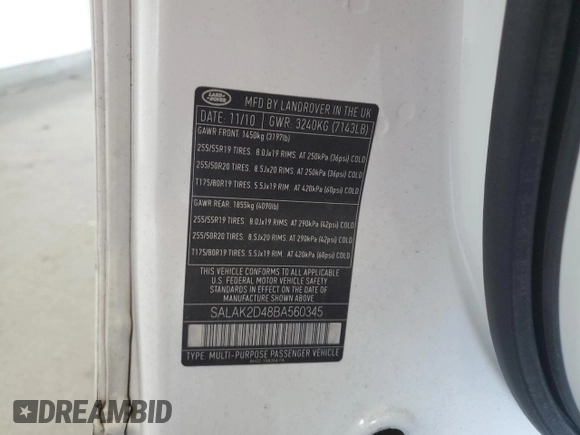 LAND ROVER
MFD BY LANDROVER IN THE UK
DATE: 11/10 GWR: 3240KG (7143LB)
GAWR FRONT: 1450kg (3197lb)
255/55R19 TIRES. 8.0Jx19 RIMS. AT 250kPa (36psi) COLD
255/50R20 TIRES. 8.5Jx20 RIMS. AT 250kPa (36psi) COLD
T175/80R19 TIRES. 5.5Jx19 RIM. AT 420kPa (60psi) COLD
GAWR REAR: 1855kg (4090lb)
255/55R19 TIRES. 8.0Jx19 RIMS. AT 290kPa (42psi) COLD
255/50R20 TIRES. 8.5Jx20 RIMS. AT 290kPa (42psi) COLD
T175/80R19 TIRES. 5.5Jx19 RIM. AT 420kPa (60psi) COLD
THIS VEHICLE CONFORMS TO ALL APPLICABLE
U.S. FEDERAL MOTOR VEHICLE SAFETY
STANDARDS IN EFFECT ON THE DATE OF
MANUFACTURE SHOWN ABOVE
SALAK2D48BA560345
TYPE: MULTI-PURPOSE PASSENGER VEHICLE
DREAMBID